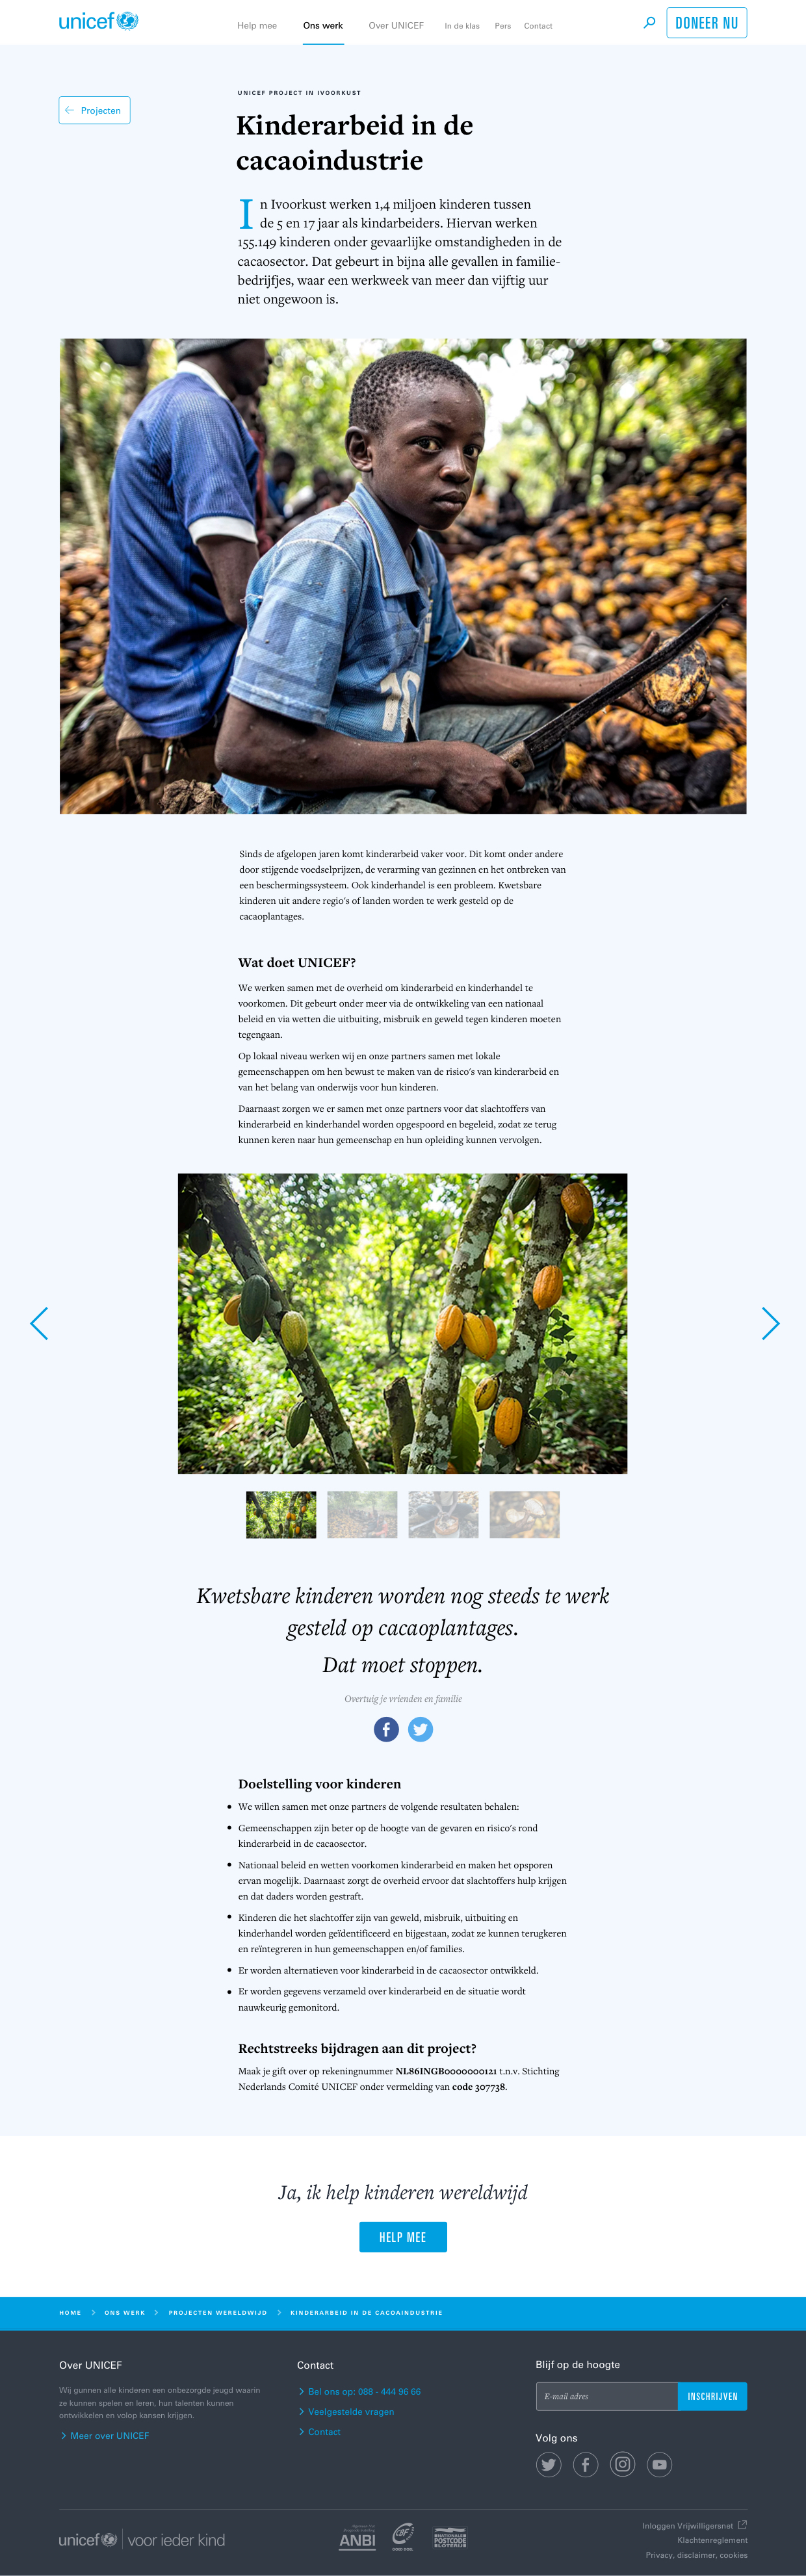 unicef
Help mee
Ons werk
Over UNICEF
In de klas
Pers
Contact
DONEER NU
UNICEF PROJECT IN IVOORKUST
Projecten
Kinderarbeid in de
cacaoindustrie
In Ivoorkust werken 1,4 miljoen kinderen tussen
de 5 en 17 jaar als kindarbeiders. Hiervan werken
155.149 kinderen onder gevaarlijke omstandigheden in de
cacaosector. Dat gebeurt in bijna alle gevallen in familie-
bedrijfjes, waar een werkweek van meer dan vijftig uur
niet ongewoon is.
Sinds de afgelopen jaren komt kinderarbeid vaker voor. Dit komt onder andere
door stijgende voedselprijzen, de verarming van gezinnen en het ontbreken van
een beschermingssysteem. Ook kinderhandel is een probleem. Kwetsbare
kinderen uit andere regio's of landen worden te werk gesteld op de
cacaoplantages.
Wat doet UNICEF?
We werken samen met de overheid om kinderarbeid en kinderhandel te
voorkomen. Dit gebeurt onder meer via de ontwikkeling van een nationaal
beleid en via wetten die uitbuiting, misbruik en geweld tegen kinderen moeten
tegengaan.
Op lokaal niveau werken wij en onze partners samen met lokale
gemeenschappen om hen bewust te maken van de risico's van kinderarbeid en
van het belang van onderwijs voor hun kinderen.
Daarnaast zorgen we er samen met onze partners voor dat slachtoffers van
kinderarbeid en kinderhandel worden opgespoord en begeleid, zodat ze terug
kunnen keren naar hun gemeenschap en hun opleiding kunnen vervolgen.
Kwetsbare kinderen worden nog steeds te werk
gesteld op cacaoplantages.
Dat moet stoppen.
Overtuig je vrienden en familie
Doelstelling voor kinderen
We willen samen met onze partners de volgende resultaten behalen:
Gemeenschappen zijn beter op de hoogte van de gevaren en risico's rond
kinderarbeid in de cacaosector.
Nationaal beleid en wetten voorkomen kinderarbeid en maken het opsporen
ervan mogelijk. Daarnaast zorgt de overheid ervoor dat slachtoffers hulp krijgen
en dat daders worden gestraft.
Kinderen die het slachtoffer zijn van geweld, misbruik, uitbuiting en
kinderhandel worden geïdentificeerd en bijgestaan, zodat ze kunnen terugkeren
en reïntegreren in hun gemeenschappen en/of families.
Er worden alternatieven voor kinderarbeid in de cacaosector ontwikkeld.
Er worden gegevens verzameld over kinderarbeid en de situatie wordt
nauwkeurig gemonitord.
Rechtstreeks bijdragen aan dit project?
Maak je gift over op rekeningnummer NL86INGB0000000121 t.n.v. Stichting
Nederlands Comité UNICEF onder vermelding van code 307738.
Ja, ik help kinderen wereldwijd
HELP MEE
HOME
ONS WERK
PROJECTEN WERELDWIJD
KINDERARBEID IN DE CACAOINDUSTRIE
Over UNICEF
Wij gunnen alle kinderen een onbezorgde jeugd waarin
ze kunnen spelen en leren, hun talenten kunnen
ontwikkelen en volop kansen krijgen.
Meer over UNICEF
Contact
Bel ons op: 088 - 444 96 66
Veelgestelde vragen
Contact
Blijf op de hoogte
E-mail adres
INSCHRIJVEN
Volg ons
unicef
voor ieder kind
ANBI
CBF
NATIONALE
POSTCODE
LOTERIJ
Inloggen Vrijwilligersnet
Klachtenreglement
Privacy, disclaimer, cookies